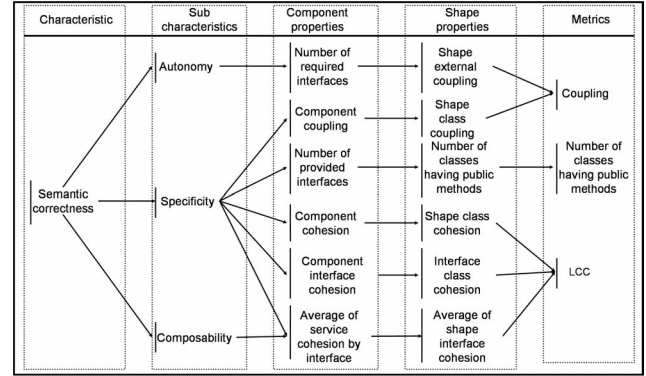 Characteristic
Sub
characteristics
Component
properties
Shape
properties
Metrics
Semantic
correctness
Autonomy
Specificity
Composability
Number of
required
interfaces
Component
coupling
Number of
provided
interfaces
Component
cohesion
Component
interface
cohesion
Average of
service
cohesion by
interface
Shape
external
coupling
Shape
class
coupling
Number of
classes
having public
methods
Shape class
cohesion
Interface
class
cohesion
Average of
shape
interface
cohesion
Coupling
Number of
classes
having public
methods
LCC